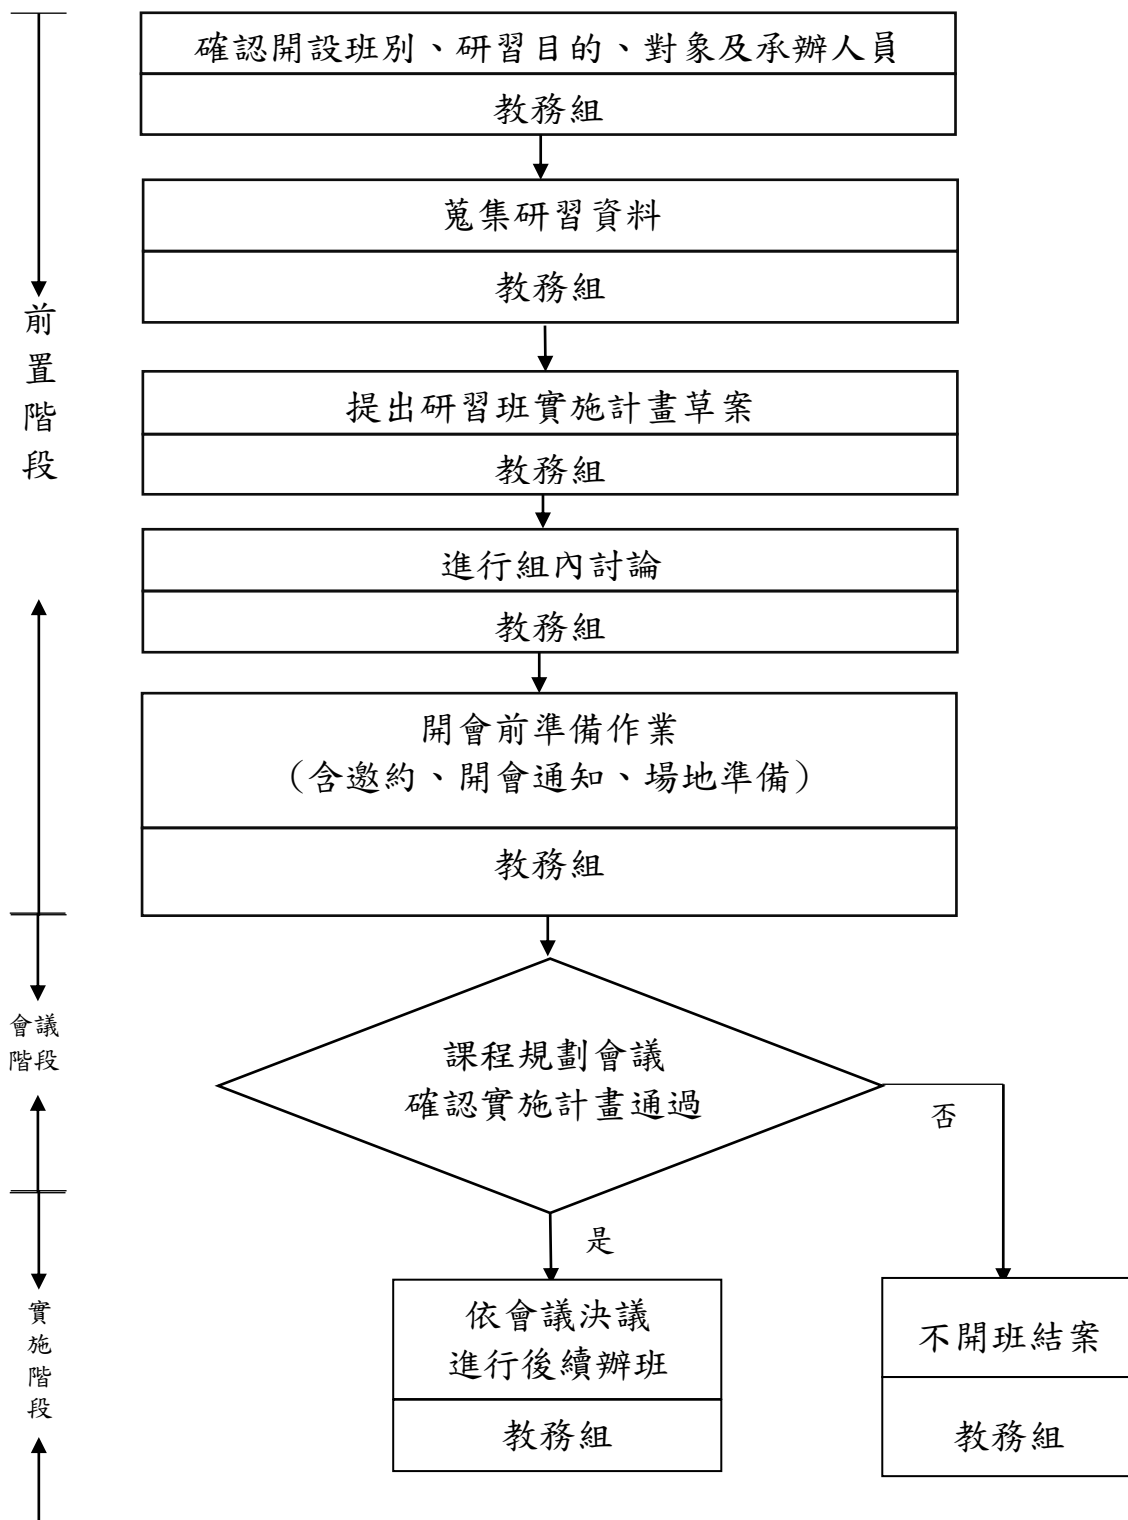 確認開設班別、研習目的、對象及承辦人員
教務組
蒐集研習資料
教務組
提出研習班實施計畫草案
教務組
進行組內討論
教務組
開會前準備作業
（含邀約、開會通知、場地準備）
教務組
課程規劃會議
確認實施計畫通過
否
是
依會議決議
進行後續辦班
教務組
不開班結案
教務組
前
置
階
段
會議
階段
實
施
階
段